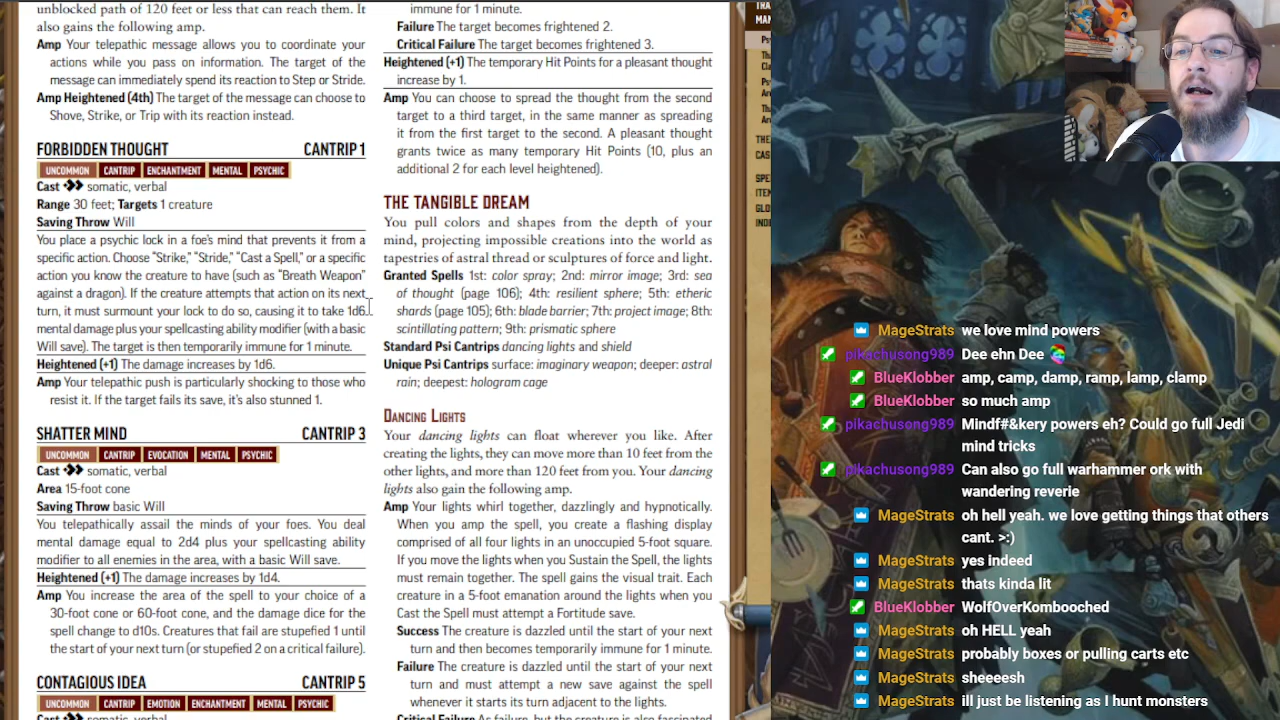 unblocked path of 120 feet or less that can reach them. It
also gains the following amp.
Amp Your telepathic message allows you to coordinate your
actions while you pass on information. The target of the
message can immediately spend its reaction to Step or Stride.
Amp Heightened (4th) The target of the message can choose to
Shove, Strike, or Trip with its reaction instead.
FORBIDDEN THOUGHT CANTRIP 1
UNCOMMON CANTRIP ENCHANTMENT MENTAL PSYCHIC
Cast somatic, verbal
Range 30 feet; Targets 1 creature
Saving Throw Will
You place a psychic lock in a foe's mind that prevents it from a
specific action. Choose "Strike," "Stride," "Cast a Spell," or a specific
action you know the creature to have (such as "Breath Weapon"
against a dragon). If the creature attempts that action on its next
turn, it must surmount your lock to do so, causing it to take 1d6
mental damage plus your spellcasting ability modifier (with a basic
Will save). The target is then temporarily immune for 1 minute.
Heightened (+1) The damage increases by 1d6.
Amp Your telepathic push is particularly shocking to those who
resist it. If the target fails its save, it's also stunned 1.
SHATTER MIND CANTRIP 3
UNCOMMON CANTRIP EVOCATION MENTAL PSYCHIC
Cast somatic, verbal
Area 15-foot cone
Saving Throw basic Will
You telepathically assail the minds of your foes. You deal
mental damage equal to 2d4 plus your spellcasting ability
modifier to all enemies in the area, with a basic Will save.
Heightened (+1) The damage increases by 1d4.
Amp You increase the area of the spell to your choice of a
30-foot cone or 60-foot cone, and the damage dice for the
spell change to d10s. Creatures that fail are stupefied 1 until
the start of your next turn (or stupefied 2 on a critical failure).
CONTAGIOUS IDEA CANTRIP 5
UNCOMMON CANTRIP EMOTION ENCHANTMENT MENTAL PSYCHIC
Cast somatic, verbal
immune for 1 minute.
Failure The target becomes frightened 2.
Critical Failure The target becomes frightened 3.
Heightened (+1) The temporary Hit Points for a pleasant thought
increase by 1.
Amp You can choose to spread the thought from the second
target to a third target, in the same manner as spreading
it from the first target to the second. A pleasant thought
grants twice as many temporary Hit Points (10, plus an
additional 2 for each level heightened).
THE TANGIBLE DREAM
You pull colors and shapes from the depth of your
mind, projecting impossible creations into the world as
tapestries of astral thread or sculptures of force and light.
Granted Spells 1st: color spray; 2nd: mirror image; 3rd: sea
of thought (page 106); 4th: resilient sphere; 5th: etheric
shards (page 105); 6th: blade barrier; 7th: project image; 8th:
scintillating pattern; 9th: prismatic sphere
Standard Psi Cantrips dancing lights and shield
Unique Psi Cantrips surface: imaginary weapon; deeper: astral
rain; deepest: hologram cage
DANCING LIGHTS
Your dancing lights can float wherever you like. After
creating the lights, they can move more than 10 feet from the
other lights, and more than 120 feet from you. Your dancing
lights also gain the following amp.
Amp Your lights whirl together, dazzlingly and hypnotically.
When you amp the spell, you create a flashing display
comprised of all four lights in an unoccupied 5-foot square.
If you move the lights when you Sustain the Spell, the lights
must remain together. The spell gains the visual trait. Each
creature in a 5-foot emanation around the lights when you
Cast the Spell must attempt a Fortitude save.
Success The creature is dazzled until the start of your next
turn and then becomes temporarily immune for 1 minute.
Failure The creature is dazzled until the start of your next
turn and must attempt a new save against the spell
whenever it starts its turn adjacent to the lights.
Critical Failure As failure, but the creature is also fascinated
MageStrats we love mind powers
pikachusong989 Dee ehn Dee
BlueKlobber amp, camp, damp, ramp, lamp, clamp
BlueKlobber so much amp
pikachusong989 Mindf#&kery powers eh? Could go full Jedi
mind tricks
pikachusong989 Can also go full warhammer ork with
wandering reverie
MageStrats oh hell yeah. we love getting things that others
cant. >:)
MageStrats yes indeed
MageStrats thats kinda lit
BlueKlobber WolfOverKombooched
MageStrats oh HELL yeah
MageStrats probably boxes or pulling carts etc
MageStrats sheeeesh
MageStrats ill just be listening as I hunt monsters